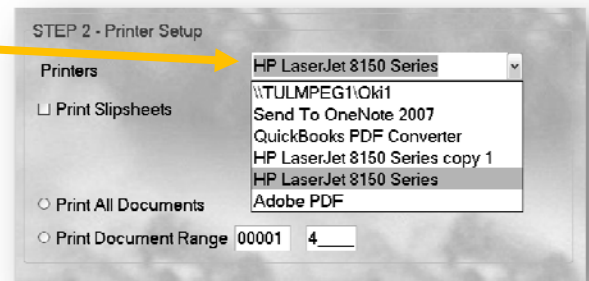 STEP 2 - Printer Setup
Printers HP LaserJet 8150 Series
\\TULMPEG1\Oki1
Print Slipsheets Send To OneNote 2007
QuickBooks PDF Converter
HP LaserJet 8150 Series copy 1
HP LaserJet 8150 Series
Print All Documents Adobe PDF
Print Document Range 00001 4____